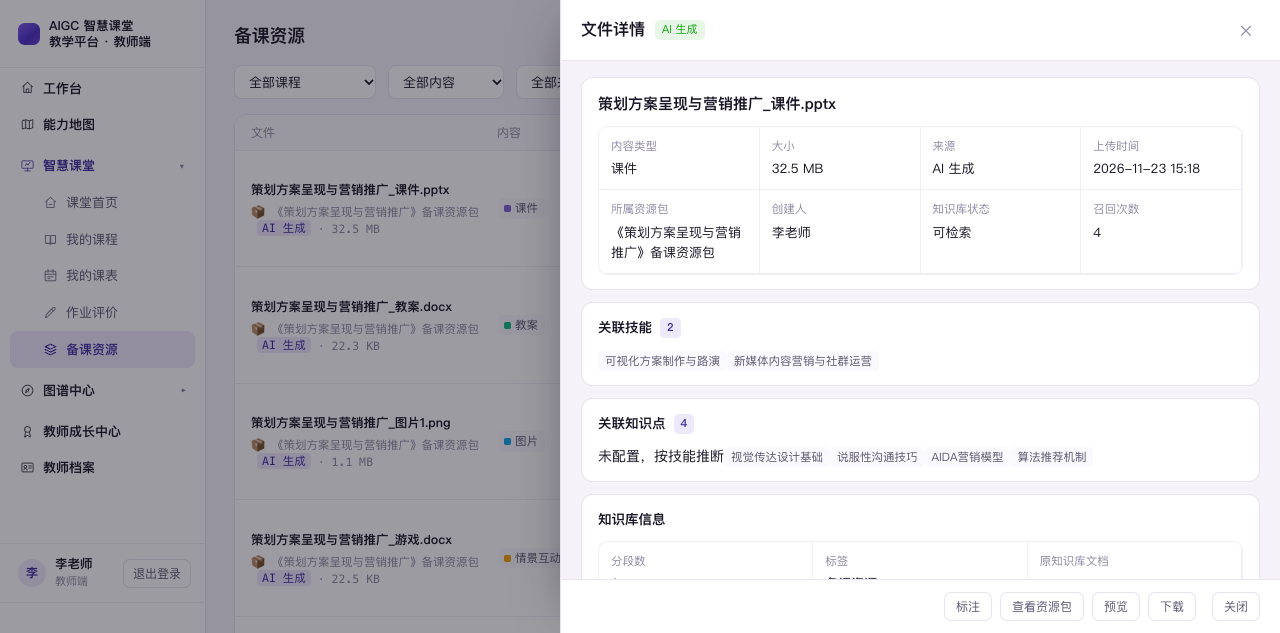 AIGC 智慧课堂
教学平台 · 教师端
工作台
能力地图
智慧课堂
课堂首页
我的课程
我的课表
作业评价
备课资源
图谱中心
教师成长中心
教师档案
李
李老师
教师端
退出登录
备课资源
全部课程
全部内容
文件
内容
策划方案呈现与营销推广_课件.pptx
《策划方案呈现与营销推广》备课资源包
AI 生成 · 32.5 MB
课件
策划方案呈现与营销推广_教案.docx
《策划方案呈现与营销推广》备课资源包
AI 生成 · 22.3 KB
教案
策划方案呈现与营销推广_图片1.png
《策划方案呈现与营销推广》备课资源包
AI 生成 · 1.1 MB
图片
策划方案呈现与营销推广_游戏.docx
《策划方案呈现与营销推广》备课资源包
AI 生成 · 22.5 KB
情景互动
文件详情 AI 生成
策划方案呈现与营销推广_课件.pptx
内容类型
课件
大小
32.5 MB
来源
AI 生成
上传时间
2026-11-23 15:18
所属资源包
《策划方案呈现与营销
推广》备课资源包
创建人
李老师
知识库状态
可检索
召回次数
4
关联技能 2
可视化方案制作与路演 新媒体内容营销与社群运营
关联知识点 4
未配置，按技能推断 视觉传达设计基础 说服性沟通技巧 AIDA营销模型 算法推荐机制
知识库信息
分段数
标签
原知识库文档
标注
查看资源包
预览
下载
关闭